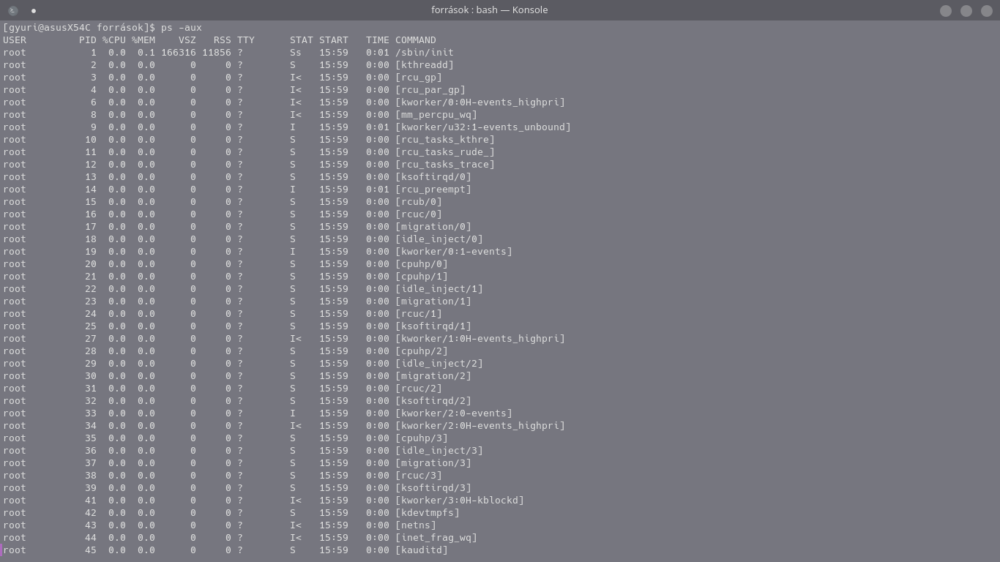 források : bash — Konsole
[gyuri@asusX54C források]$ ps -aux
USER         PID %CPU %MEM    VSZ   RSS TTY      STAT START   TIME COMMAND
root           1  0.0  0.1 166316 11856 ?        Ss   15:59   0:01 /sbin/init
root           2  0.0  0.0      0     0 ?        S    15:59   0:00 [kthreadd]
root           3  0.0  0.0      0     0 ?        I<   15:59   0:00 [rcu_gp]
root           4  0.0  0.0      0     0 ?        I<   15:59   0:00 [rcu_par_gp]
root           6  0.0  0.0      0     0 ?        I<   15:59   0:00 [kworker/0:0H-events_highpri]
root           8  0.0  0.0      0     0 ?        I<   15:59   0:00 [mm_percpu_wq]
root           9  0.0  0.0      0     0 ?        I    15:59   0:01 [kworker/u32:1-events_unbound]
root          10  0.0  0.0      0     0 ?        S    15:59   0:00 [rcu_tasks_kthre]
root          11  0.0  0.0      0     0 ?        S    15:59   0:00 [rcu_tasks_rude_]
root          12  0.0  0.0      0     0 ?        S    15:59   0:00 [rcu_tasks_trace]
root          13  0.0  0.0      0     0 ?        S    15:59   0:00 [ksoftirqd/0]
root          14  0.0  0.0      0     0 ?        I    15:59   0:01 [rcu_preempt]
root          15  0.0  0.0      0     0 ?        S    15:59   0:00 [rcub/0]
root          16  0.0  0.0      0     0 ?        S    15:59   0:00 [rcuc/0]
root          17  0.0  0.0      0     0 ?        S    15:59   0:00 [migration/0]
root          18  0.0  0.0      0     0 ?        S    15:59   0:00 [idle_inject/0]
root          19  0.0  0.0      0     0 ?        I    15:59   0:00 [kworker/0:1-events]
root          20  0.0  0.0      0     0 ?        S    15:59   0:00 [cpuhp/0]
root          21  0.0  0.0      0     0 ?        S    15:59   0:00 [cpuhp/1]
root          22  0.0  0.0      0     0 ?        S    15:59   0:00 [idle_inject/1]
root          23  0.0  0.0      0     0 ?        S    15:59   0:00 [migration/1]
root          24  0.0  0.0      0     0 ?        S    15:59   0:00 [rcuc/1]
root          25  0.0  0.0      0     0 ?        S    15:59   0:00 [ksoftirqd/1]
root          27  0.0  0.0      0     0 ?        I<   15:59   0:00 [kworker/1:0H-events_highpri]
root          28  0.0  0.0      0     0 ?        S    15:59   0:00 [cpuhp/2]
root          29  0.0  0.0      0     0 ?        S    15:59   0:00 [idle_inject/2]
root          30  0.0  0.0      0     0 ?        S    15:59   0:00 [migration/2]
root          31  0.0  0.0      0     0 ?        S    15:59   0:00 [rcuc/2]
root          32  0.0  0.0      0     0 ?        S    15:59   0:00 [ksoftirqd/2]
root          33  0.0  0.0      0     0 ?        I    15:59   0:00 [kworker/2:0-events]
root          34  0.0  0.0      0     0 ?        I<   15:59   0:00 [kworker/2:0H-events_highpri]
root          35  0.0  0.0      0     0 ?        S    15:59   0:00 [cpuhp/3]
root          36  0.0  0.0      0     0 ?        S    15:59   0:00 [idle_inject/3]
root          37  0.0  0.0      0     0 ?        S    15:59   0:00 [migration/3]
root          38  0.0  0.0      0     0 ?        S    15:59   0:00 [rcuc/3]
root          39  0.0  0.0      0     0 ?        S    15:59   0:00 [ksoftirqd/3]
root          41  0.0  0.0      0     0 ?        I<   15:59   0:00 [kworker/3:0H-kblockd]
root          42  0.0  0.0      0     0 ?        S    15:59   0:00 [kdevtmpfs]
root          43  0.0  0.0      0     0 ?        I<   15:59   0:00 [netns]
root          44  0.0  0.0      0     0 ?        I<   15:59   0:00 [inet_frag_wq]
root          45  0.0  0.0      0     0 ?        S    15:59   0:00 [kauditd]